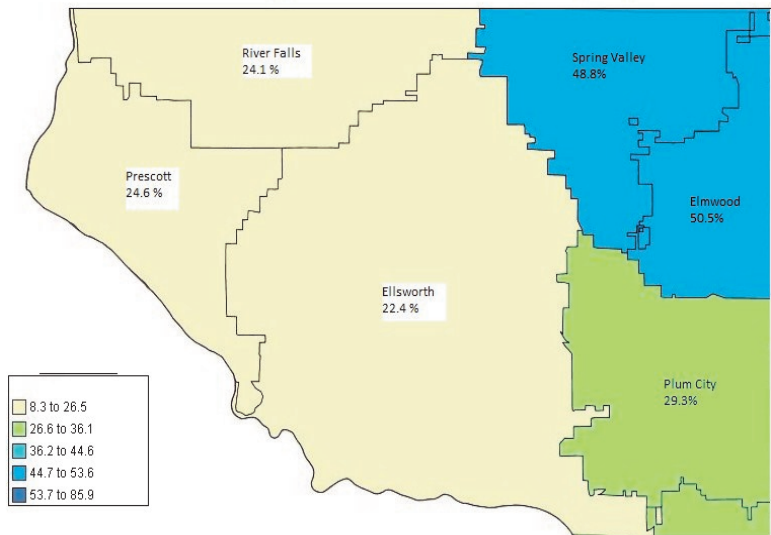 River Falls
24.1 %
Spring Valley
48.8%
Prescott
24.6 %
Elmwood
50.5%
Ellsworth
22.4 %
Plum City
29.3%
8.3 to 26.5
26.6 to 36.1
36.2 to 44.6
44.7 to 53.6
53.7 to 85.9